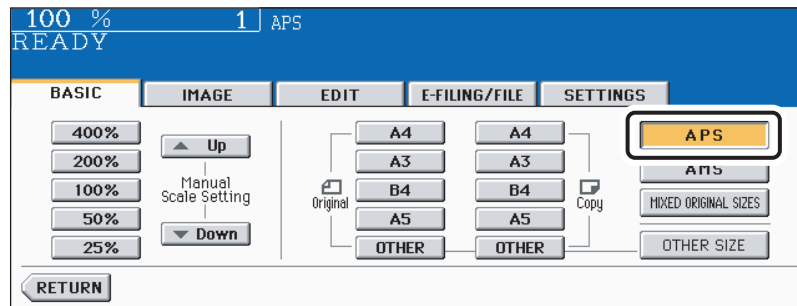 100 % 1 APS
READY
BASIC IMAGE EDIT E-FILING/FILE SETTINGS
400%
200%
100%
50%
25%
Up
Manual
Scale Setting
Down
Original
A4
A3
B4
A5
OTHER
A4
A3
B4
A5
OTHER
Copy
APS
AMS
MIXED ORIGINAL SIZES
OTHER SIZE
RETURN